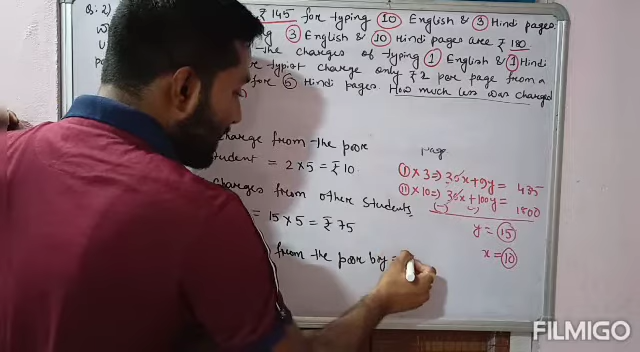 Q. 2)
₹ 145 for typing 10 English & 3 Hindi pages
3 English & 10 Hindi pages are ₹ 180
the charges of typing 1 English & 1 Hindi
typist charge only ₹ 2 per page from a
for 5 Hindi pages. How much less was charged
charge from the poor
student = 2 × 5 = ₹ 10
charges from other students
= 15 × 5 = ₹ 75
from the poor boy =
(I) × 3 ⇒ 30x + 9y = 435
(II) × 10 ⇒ 30x + 100y = 1800
(-) (-)
y = 15
x = 10
FILMIGO